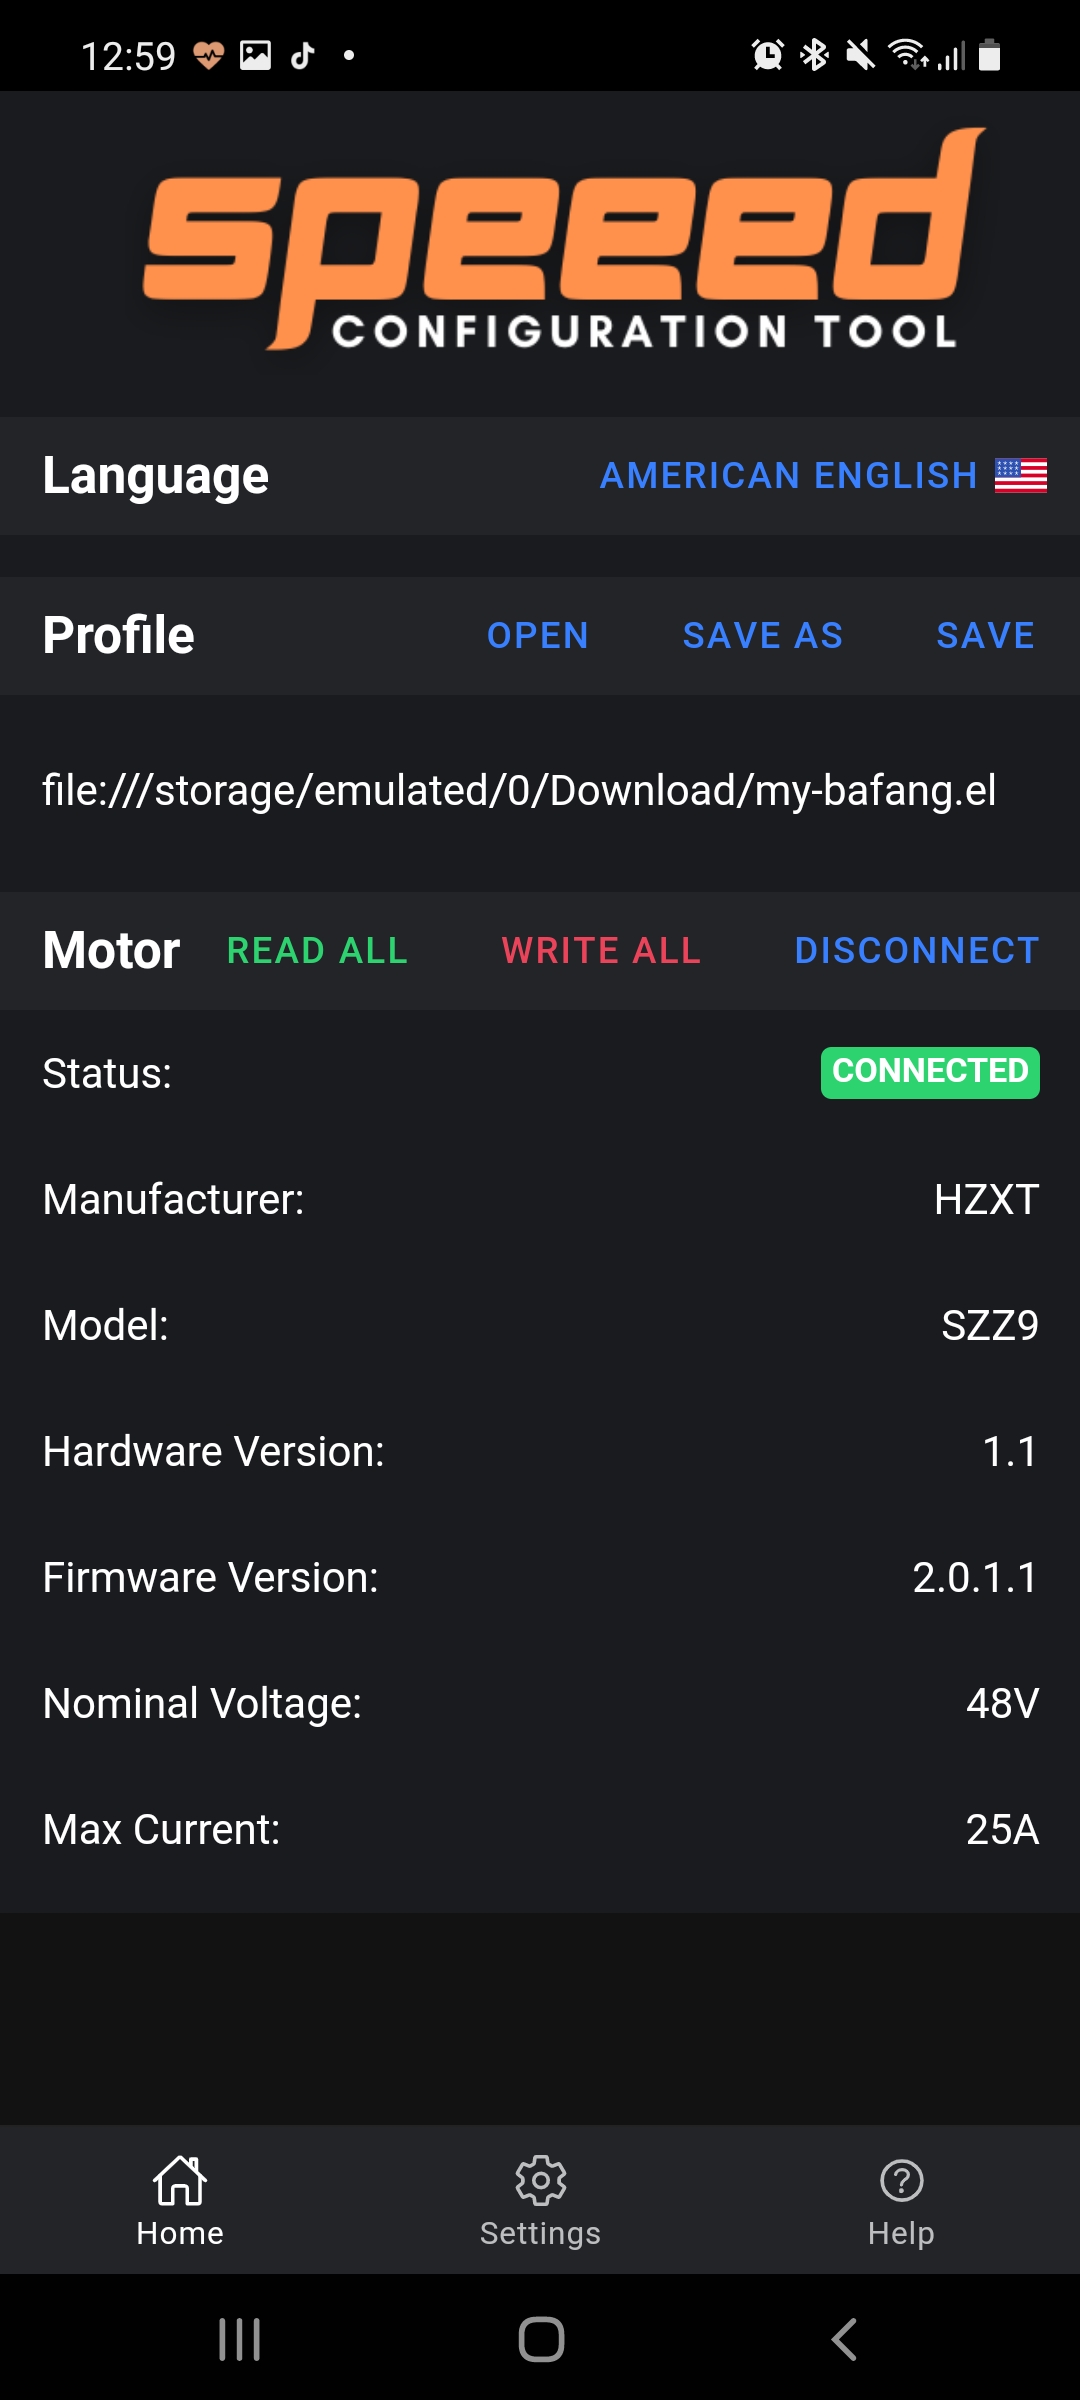 12:59
speeed
CONFIGURATION TOOL
Language AMERICAN ENGLISH
Profile OPEN SAVE AS SAVE
file:///storage/emulated/0/Download/my-bafang.el
Motor READ ALL WRITE ALL DISCONNECT
Status: CONNECTED
Manufacturer: HZXT
Model: SZZ9
Hardware Version: 1.1
Firmware Version: 2.0.1.1
Nominal Voltage: 48V
Max Current: 25A
Home Settings Help